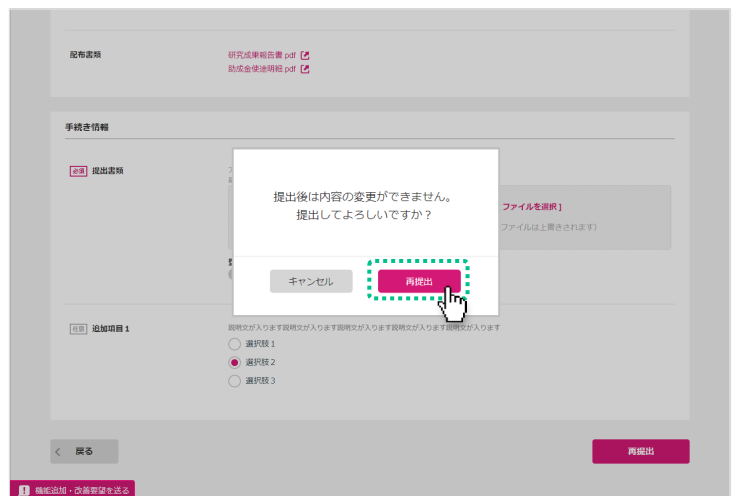 配布書類
研究成果報告書 pdf
助成金使途明細 pdf
手続き情報
必須 提出書類
提出後は内容の変更ができません。
提出してよろしいですか？
ファイルを選択 ]
ファイルは上書きされます)
キャンセル
再提出
任意 追加項目 1
説明文が入ります説明文が入ります説明文が入ります説明文が入ります説明文が入ります
選択肢 1
選択肢 2
選択肢 3
戻る
再提出
機能追加・改善要望を送る